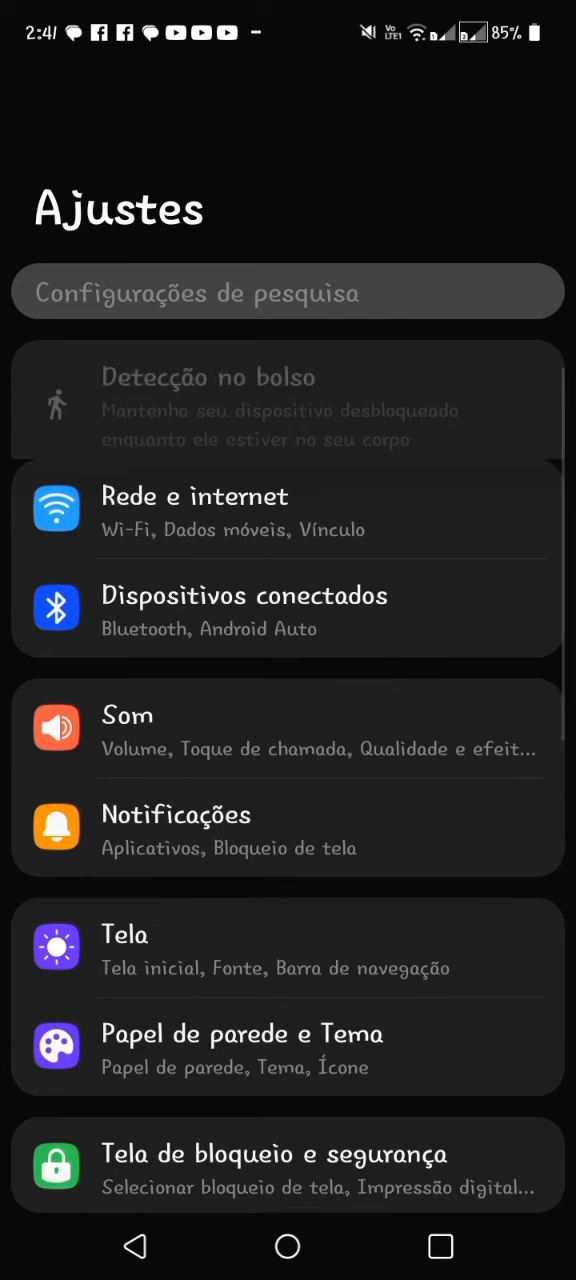 2:41
Vo
LTE1
85%
Ajustes
Configurações de pesquisa
Detecção no bolso
Mantenha seu dispositivo desbloqueado
enquanto ele estiver no seu corpo
Rede e internet
Wi-Fi, Dados móveis, Vínculo
Dispositivos conectados
Bluetooth, Android Auto
Som
Volume, Toque de chamada, Qualidade e efeit...
Notificações
Aplicativos, Bloqueio de tela
Tela
Tela inicial, Fonte, Barra de navegação
Papel de parede e Tema
Papel de parede, Tema, Ícone
Tela de bloqueio e segurança
Selecionar bloqueio de tela, Impressão digital...